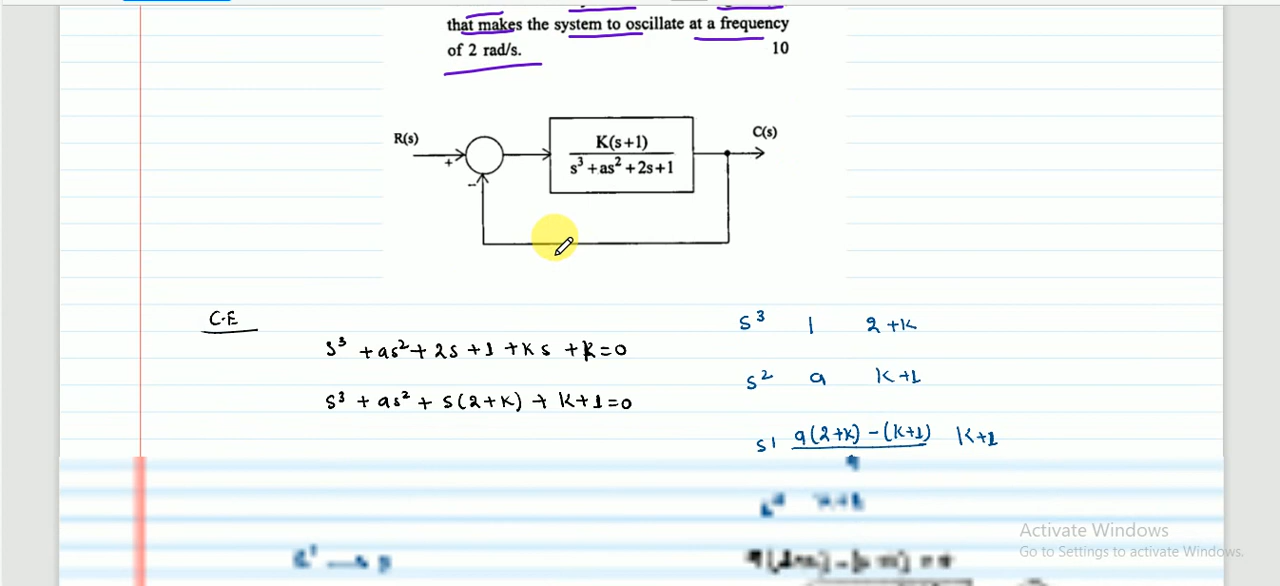 that makes the system to oscillate at a frequency
of 2 rad/s. 10
R(s) + − K(s+1) C(s)
s³ + as² + 2s + 1
C.E
s³ + as² + 2s + 1 + Ks + K = 0
s³ + as² + s(2+K) + K+1 = 0
s³ 1 2+K
s² a K+1
s¹ a(2+K) − (K+1) K+1
a
Activate Windows
Go to Settings to activate Windows.